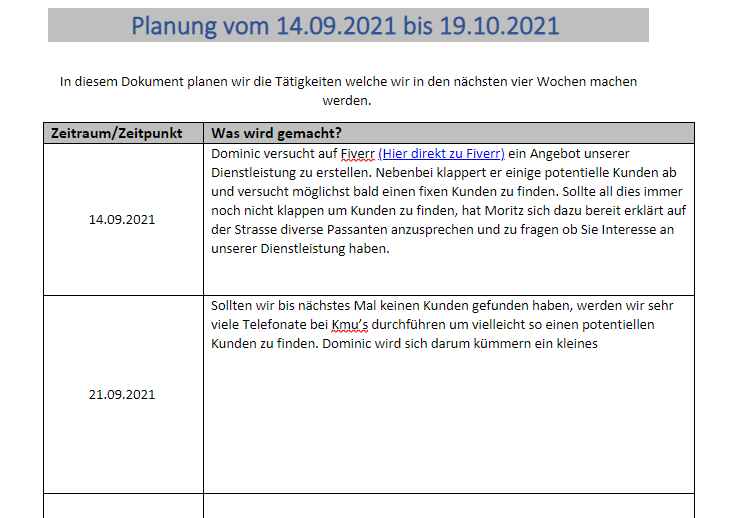 Planung vom 14.09.2021 bis 19.10.2021
In diesem Dokument planen wir die Tätigkeiten welche wir in den nächsten vier Wochen machen
werden.
Zeitraum/Zeitpunkt Was wird gemacht?
14.09.2021
Dominic versucht auf Fiverr (Hier direkt zu Fiverr) ein Angebot unserer
Dienstleistung zu erstellen. Nebenbei klappert er einige potentielle Kunden ab
und versucht möglichst bald einen fixen Kunden zu finden. Sollte all dies immer
noch nicht klappen um Kunden zu finden, hat Moritz sich dazu bereit erklärt auf
der Strasse diverse Passanten anzusprechen und zu fragen ob Sie Interesse an
unserer Dienstleistung haben.
21.09.2021
Sollten wir bis nächstes Mal keinen Kunden gefunden haben, werden wir sehr
viele Telefonate bei Kmu’s durchführen um vielleicht so einen potentiellen
Kunden zu finden. Dominic wird sich darum kümmern ein kleines